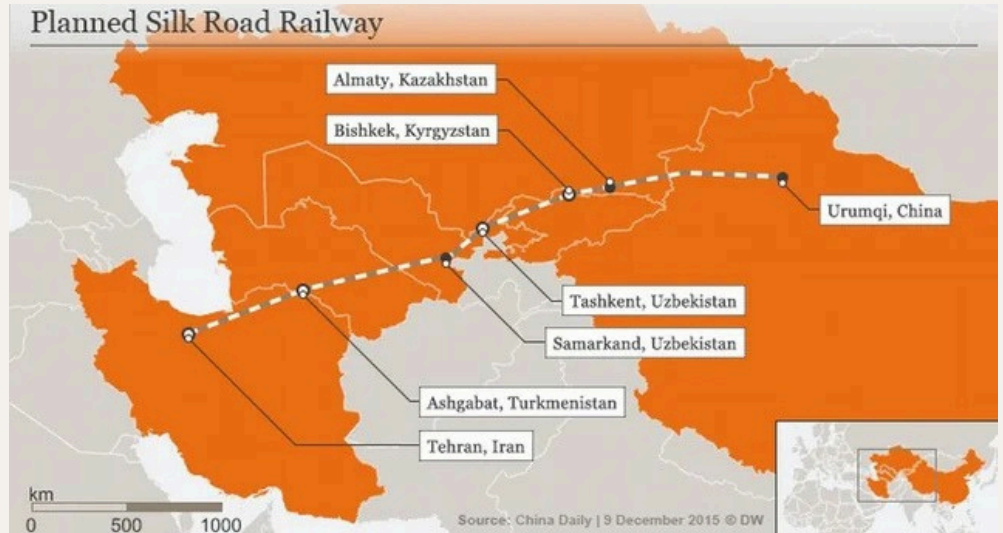 Planned Silk Road Railway
Almaty, Kazakhstan
Bishkek, Kyrgyzstan
Urumqi, China
Tashkent, Uzbekistan
Samarkand, Uzbekistan
Ashgabat, Turkmenistan
Tehran, Iran
km
0 500 1000
Source: China Daily | 9 December 2015 © DW